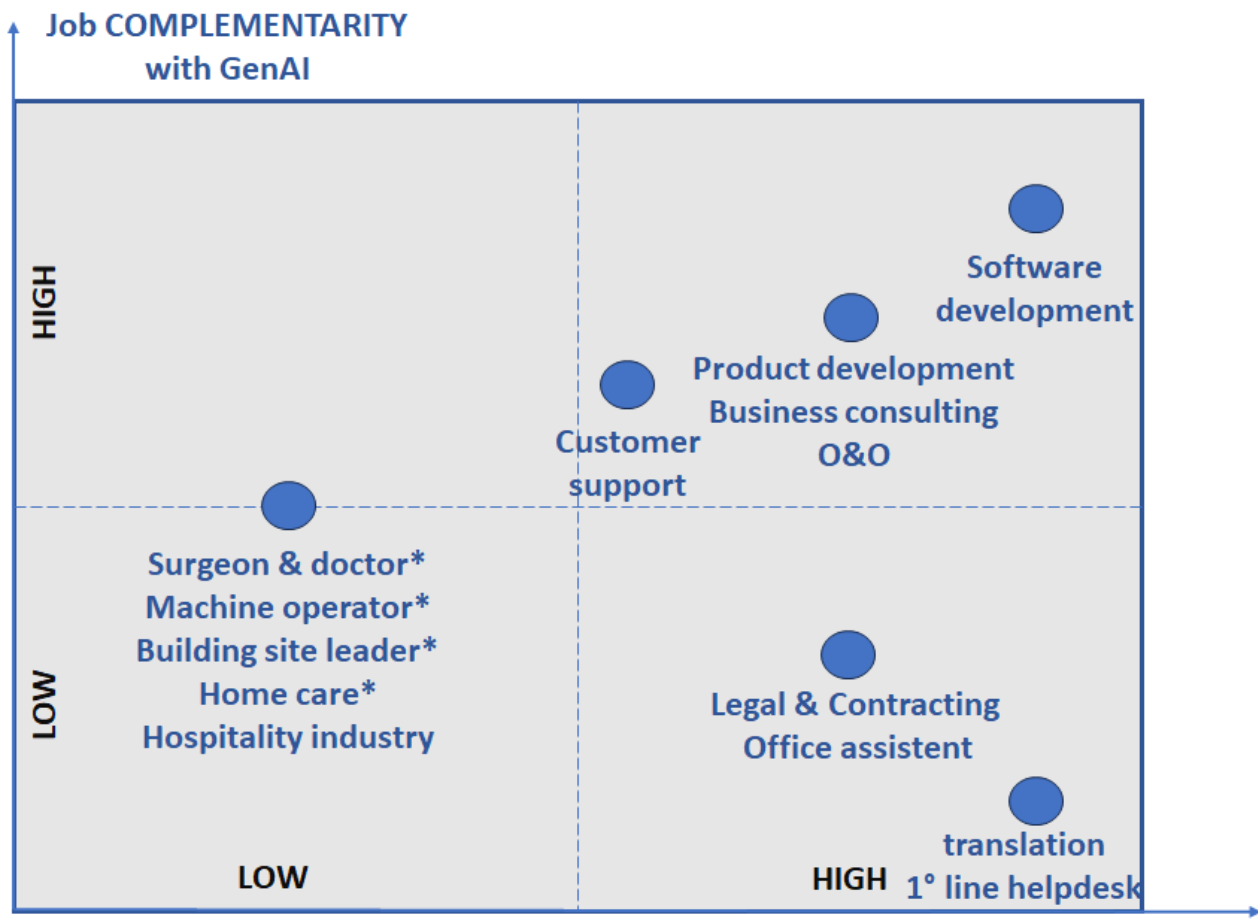 Job COMPLEMENTARITY
with GenAI
HIGH
Software
development
Product development
Business consulting
O&O
Customer
support
Surgeon & doctor*
Machine operator*
Building site leader*
Home care*
Hospitality industry
LOW
Legal & Contracting
Office assistent
translation
1° line helpdesk
LOW
HIGH